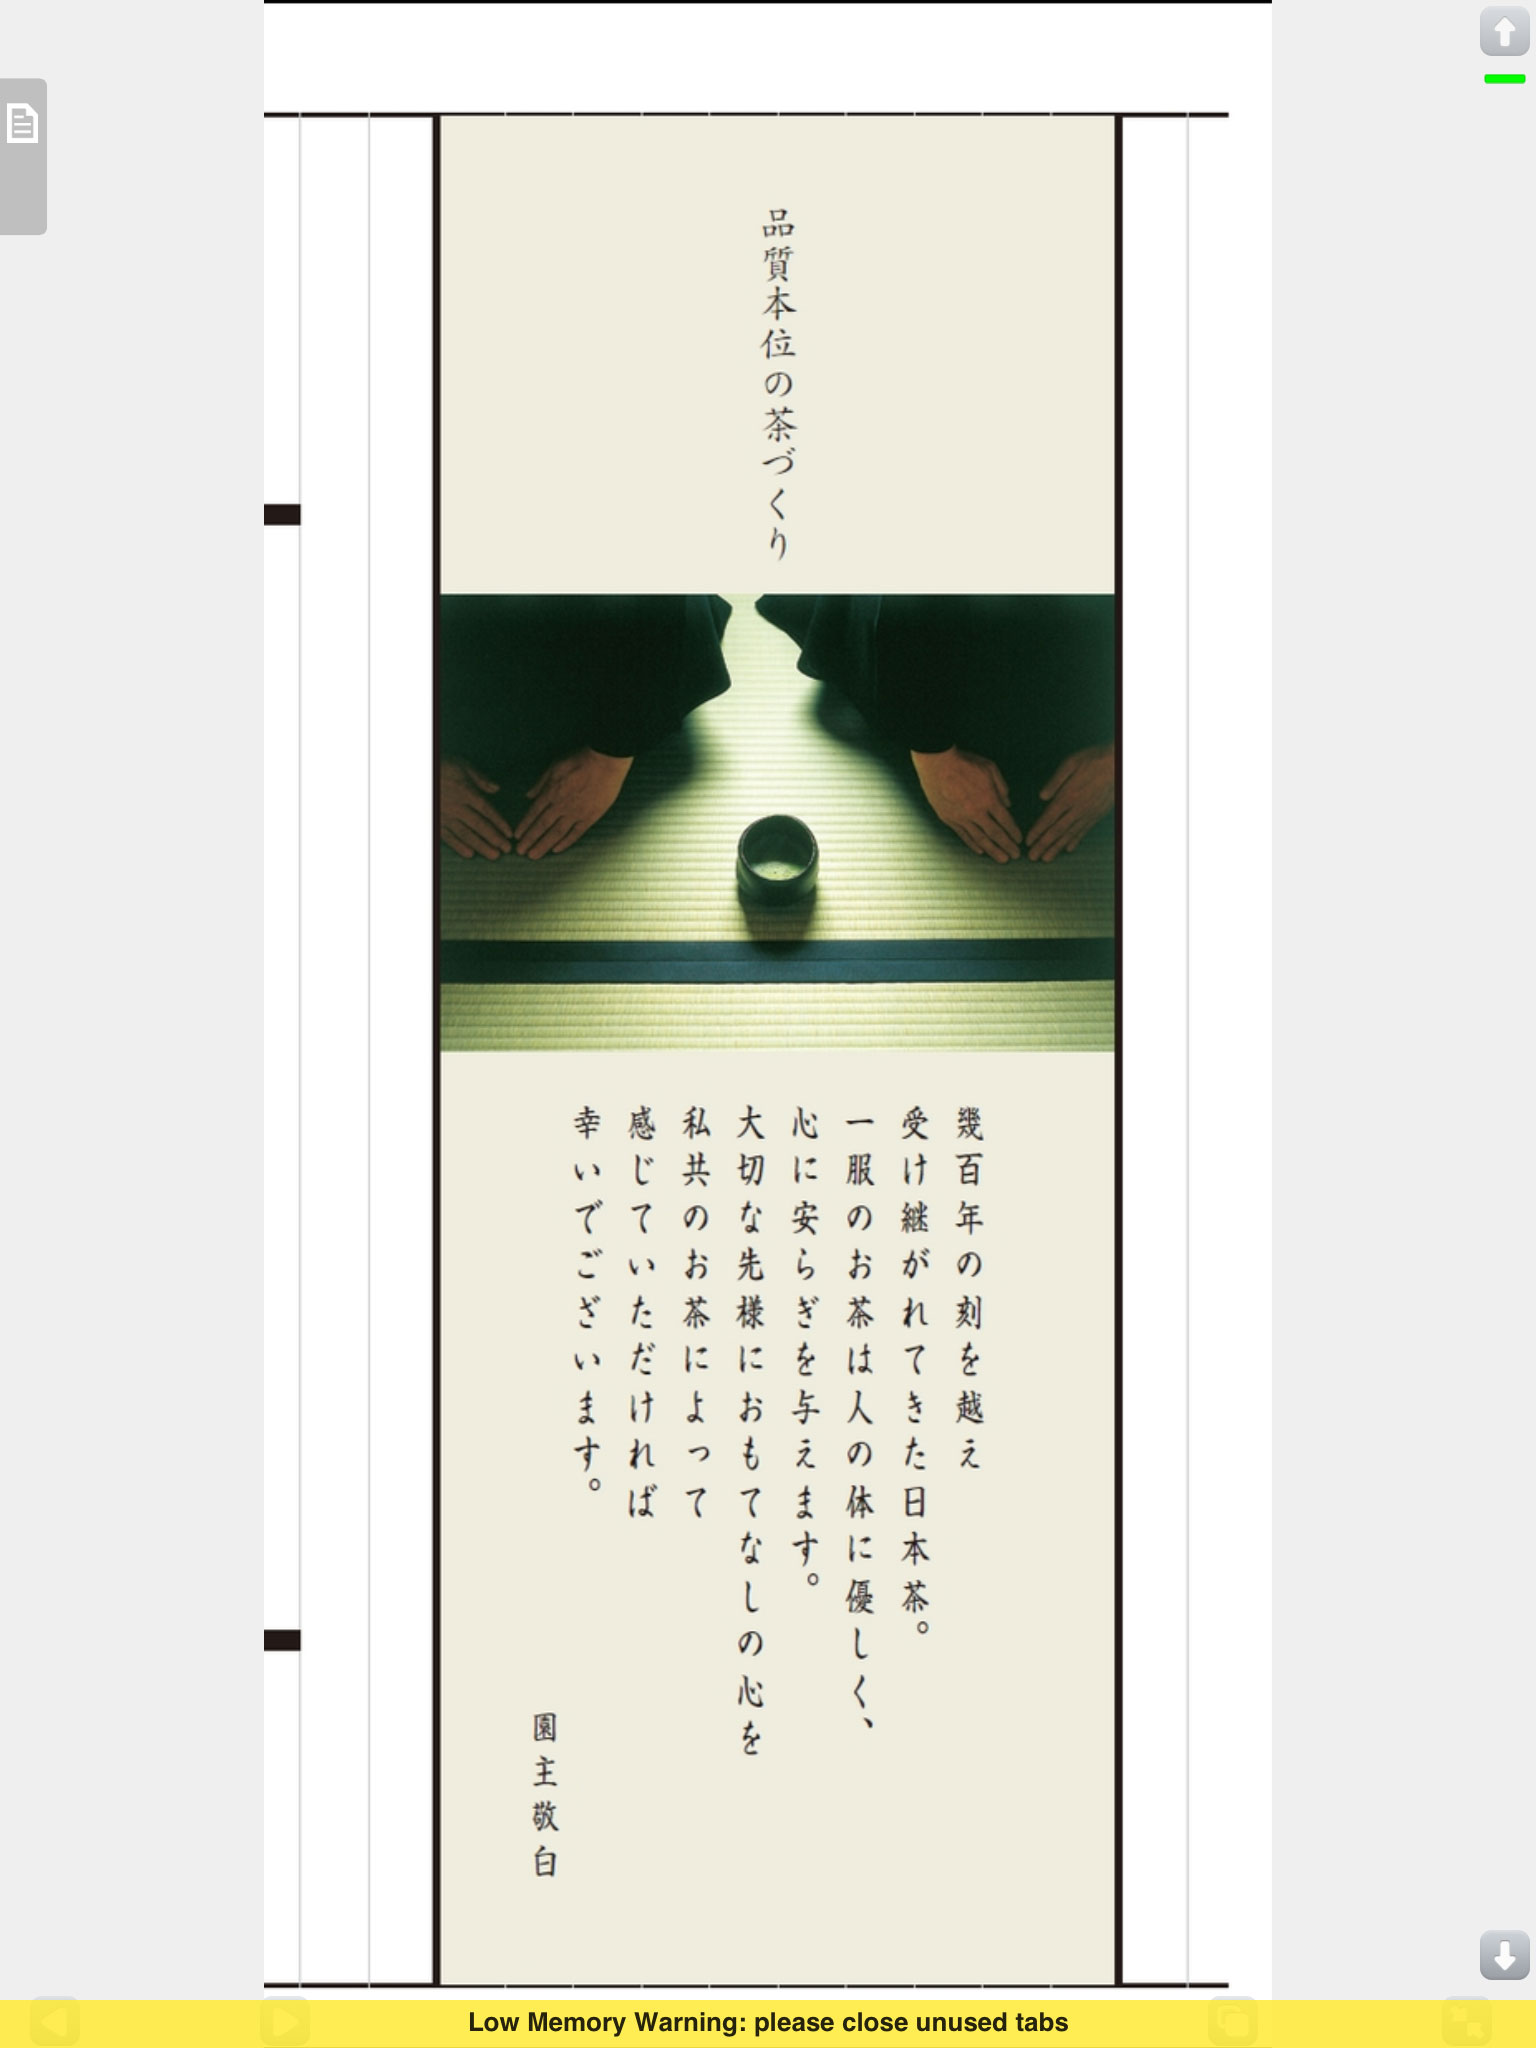 品質本位の茶づくり
幾百年の刻を越え
受け継がれてきた日本茶。
一服のお茶は人の体に優しく、
心に安らぎを与えます。
大切な先様におもてなしの心を
私共のお茶によって
感じていただければ
幸いでございます。
園主敬白
Low Memory Warning: please close unused tabs